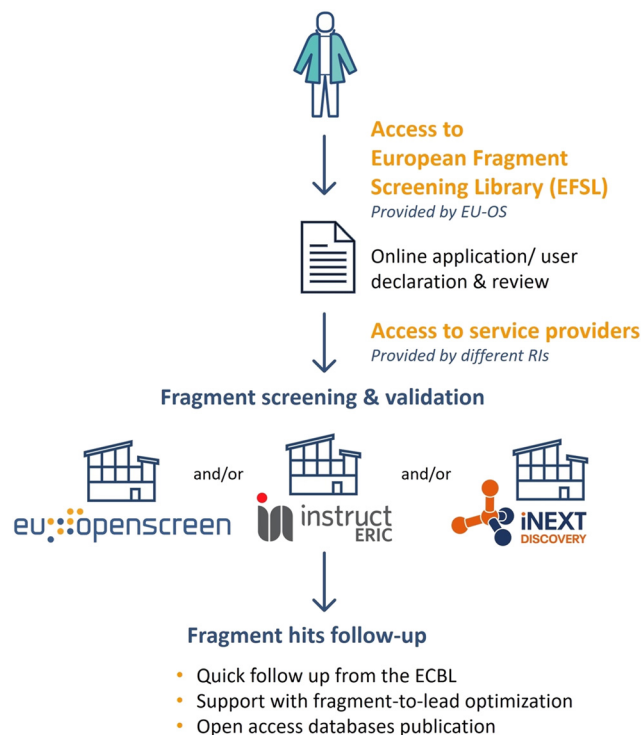 Access to
European Fragment
Screening Library (EFSL)
Provided by EU-OS
Online application/ user
declaration & review
Access to service providers
Provided by different RIs
Fragment screening & validation
and/or
and/or
eu openscreen
instruct
ERIC
iNEXT
DISCOVERY
Fragment hits follow-up
• Quick follow up from the ECBL
• Support with fragment-to-lead optimization
• Open access databases publication